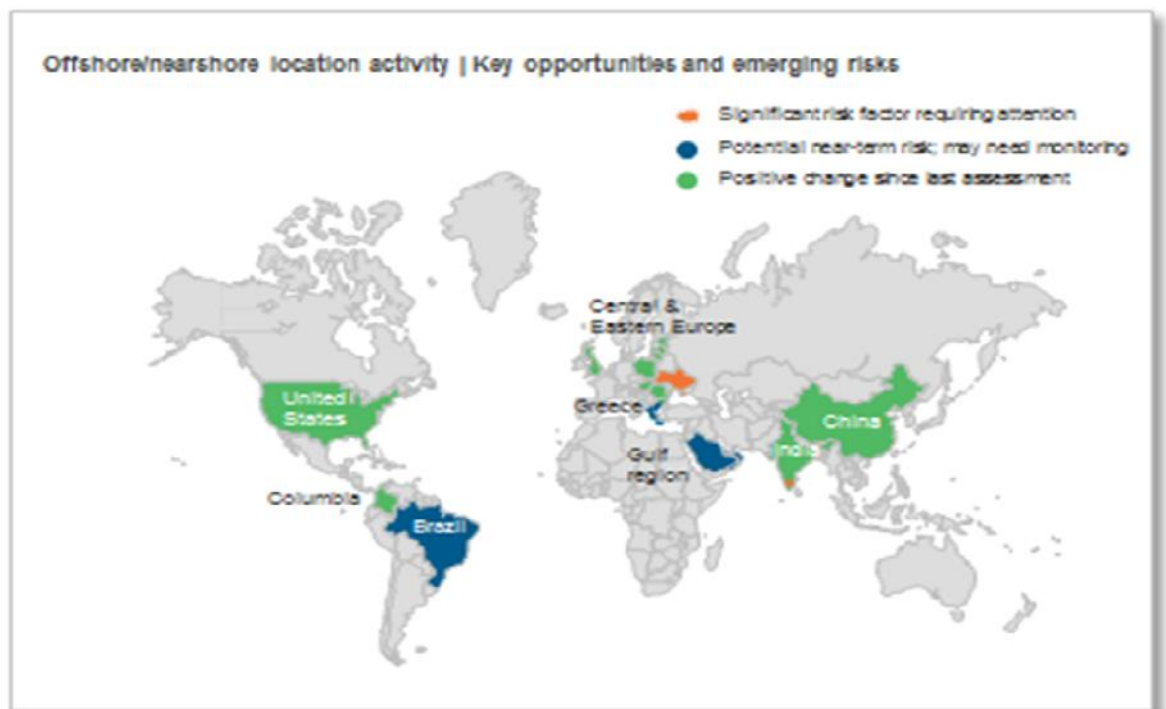 Offshore/nearshore location activity | Key opportunities and emerging risks
Significant risk factor requiring attention
Potential near-term risk; may need monitoring
Positive change since last assessment
Central &
Eastern Europe
United
States
Greece
China
India
Gulf
region
Columbia
Brazil